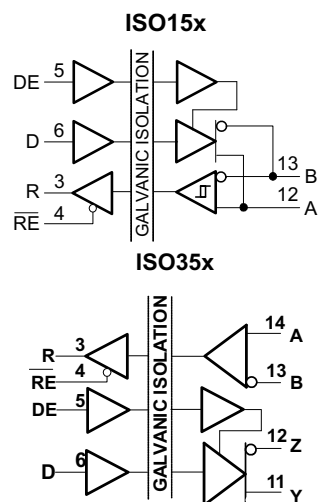 ISO15x
DE 5
D 6
R 3
RE 4
GALVANIC ISOLATION
13 B
12 A
ISO35x
R 3
RE 4
DE 5
D 6
GALVANIC ISOLATION
14 A
13 B
12 Z
11 Y